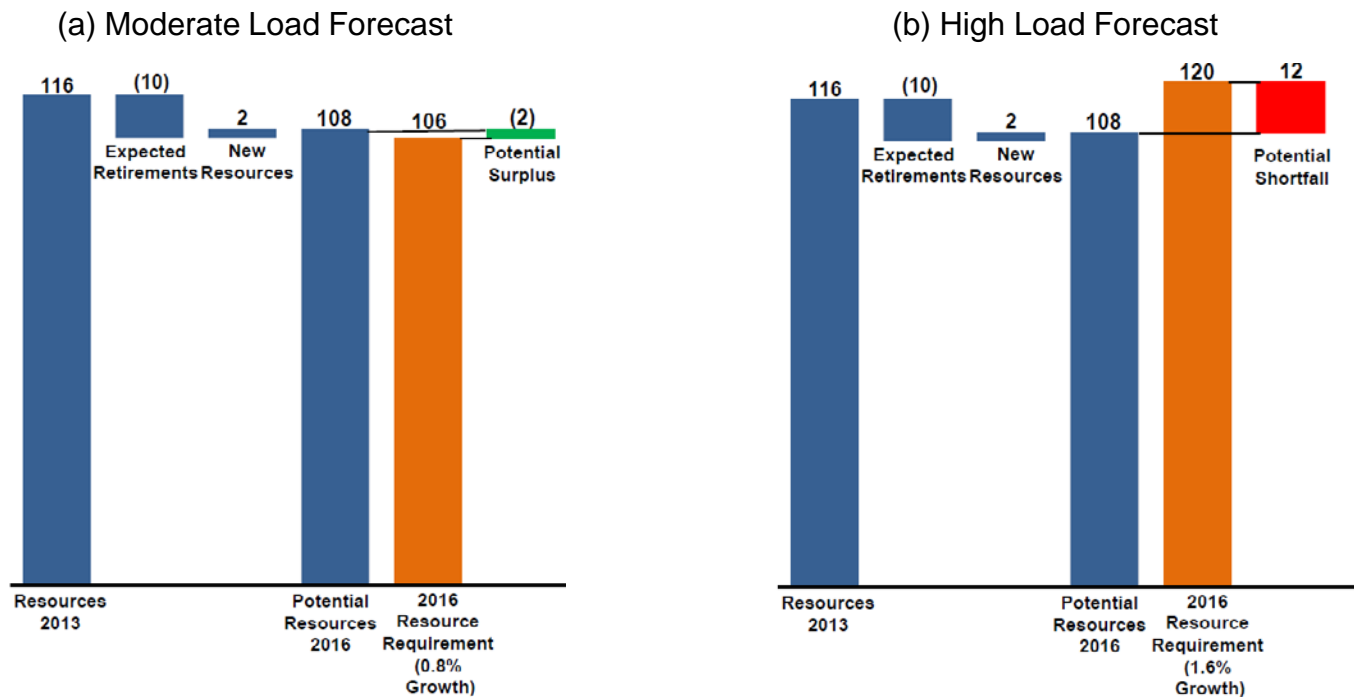 (a) Moderate Load Forecast
116
(10)
2
108
106
(2)
Expected
Retirements
New
Resources
Potential
Surplus
Resources
2013
Potential
Resources
2016
2016
Resource
Requirement
(0.8%
Growth)
(b) High Load Forecast
116
(10)
2
108
120
12
Expected
Retirements
New
Resources
Potential
Shortfall
Resources
2013
Potential
Resources
2016
2016
Resource
Requirement
(1.6%
Growth)